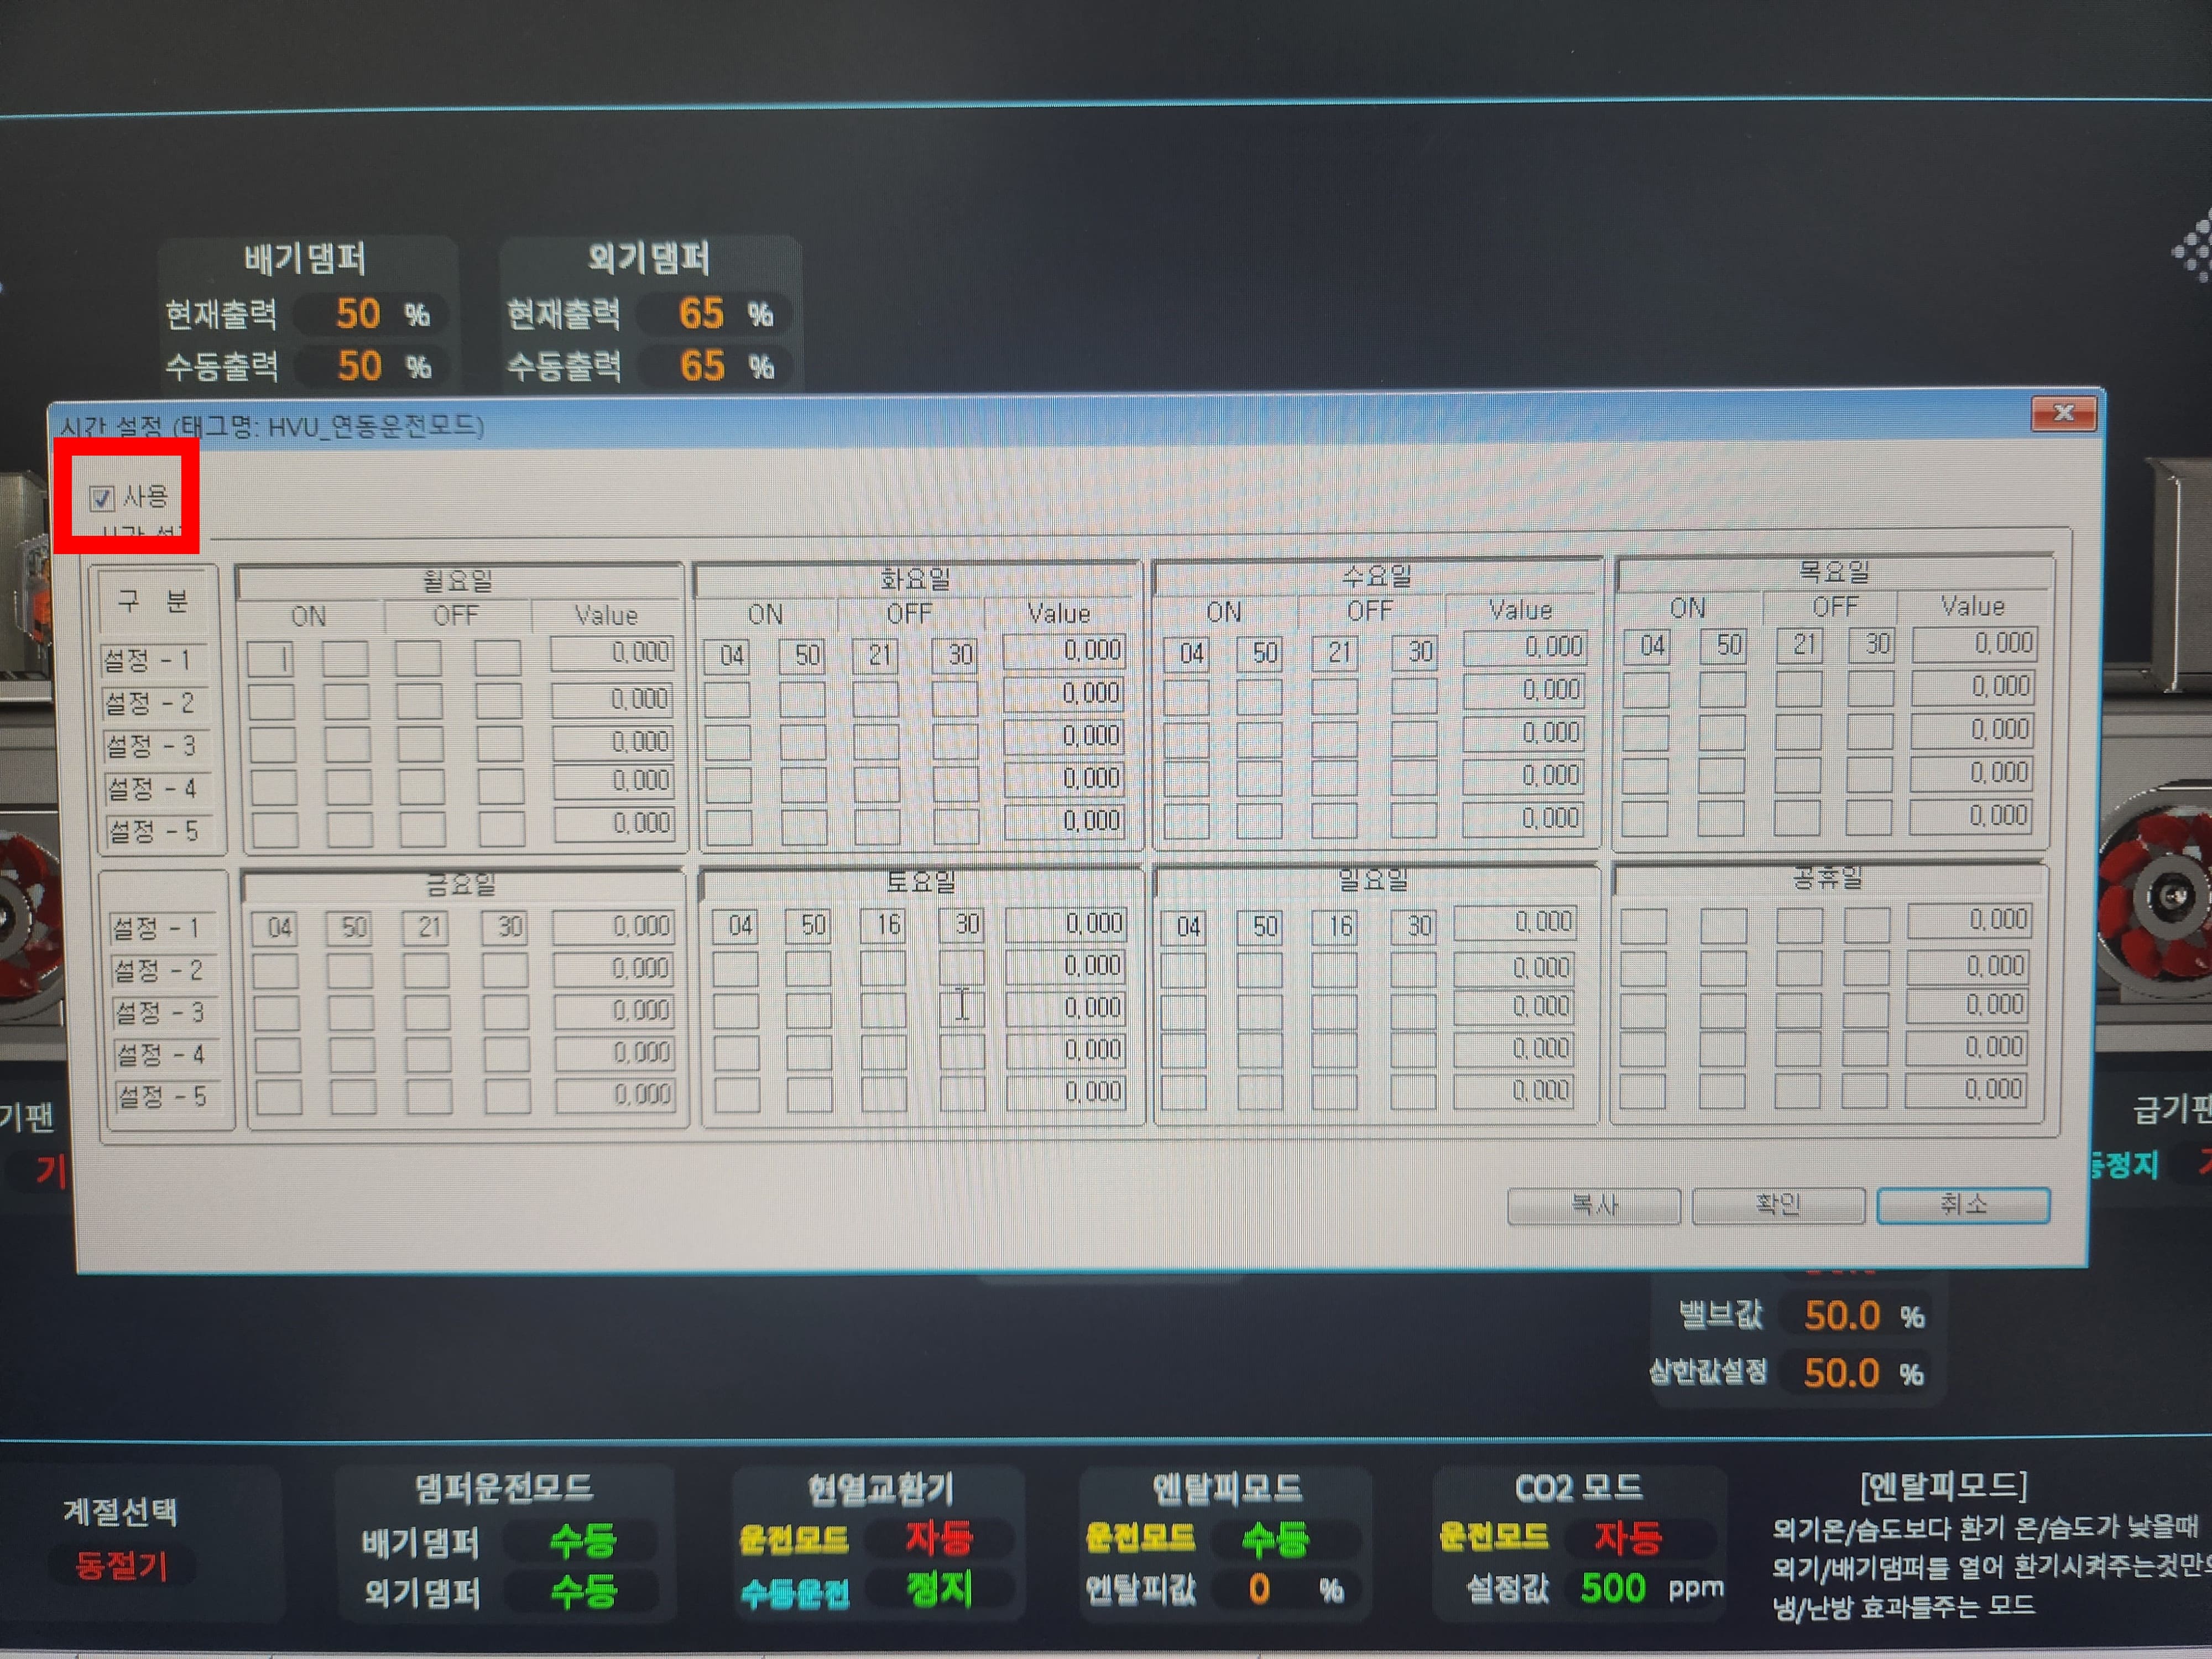 배기댐퍼 외기댐퍼
현재출력 50 % 현재출력 65 %
수동출력 50 % 수동출력 65 %
시간 설정 (태그명: HVU_연동운전모드)
사용
구 분 월요일 화요일 수요일 목요일
ON OFF Value ON OFF Value ON OFF Value ON OFF Value
설정 - 1 0,000 04 50 21 30 0,000 04 50 21 30 0,000 04 50 21 30 0,000
설정 - 2 0,000 0,000 0,000 0,000
설정 - 3 0,000 0,000 0,000 0,000
설정 - 4 0,000 0,000 0,000 0,000
설정 - 5 0,000 0,000 0,000 0,000
금요일 토요일 일요일 공휴일
설정 - 1 04 50 21 30 0,000 04 50 16 30 0,000 04 50 16 30 0,000 0,000
설정 - 2 0,000 0,000 0,000 0,000
설정 - 3 0,000 0,000 0,000 0,000
설정 - 4 0,000 0,000 0,000 0,000
설정 - 5 0,000 0,000 0,000 0,000
기팬 급기팬
기 동정지
복사 확인 취소
밸브값 50.0 %
상한값설정 50.0 %
계절선택
동절기
댐퍼운전모드
배기댐퍼 수동
외기댐퍼 수동
현열교환기
운전모드 자동
수동운전 정지
엔탈피모드
운전모드 수동
엔탈피값 0 %
CO2 모드
운전모드 자동
설정값 500 ppm
[엔탈피모드]
외기온/습도보다 환기 온/습도가 낮을때
외기/배기댐퍼를 열어 환기시켜주는것만으
냉/난방 효과를주는 모드